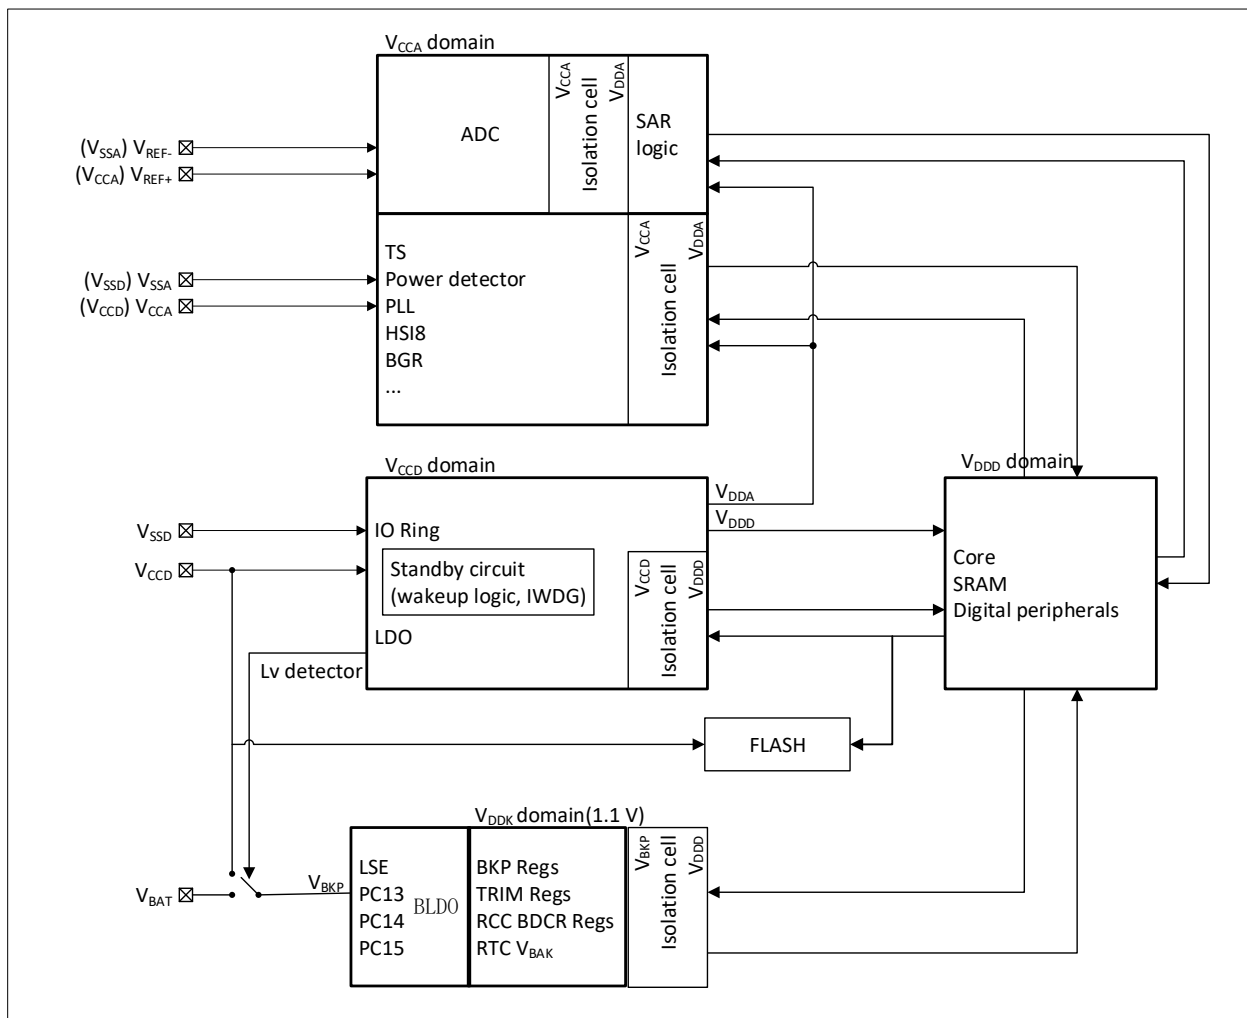 VCCA domain
VCCA
Isolation cell
VDDA
ADC
SAR
logic
(VSSA) VREF-
(VCCA) VREF+
VCCA
Isolation cell
VDDA
TS
Power detector
PLL
HSI8
BGR
...
(VSSD) VSSA
(VCCD) VCCA
VCCD domain
VDDD domain
VDDA
VDDD
VSSD
IO Ring
VCCD
Standby circuit
(wakeup logic, IWDG)
VCCD
Isolation cell
VDDD
Core
SRAM
Digital peripherals
LDO
Lv detector
FLASH
VDDK domain(1.1 V)
VBKP
Isolation cell
VDDD
VBAT
VBKP
LSE
PC13
PC14
PC15
BLDO
BKP Regs
TRIM Regs
RCC BDCR Regs
RTC VBAK